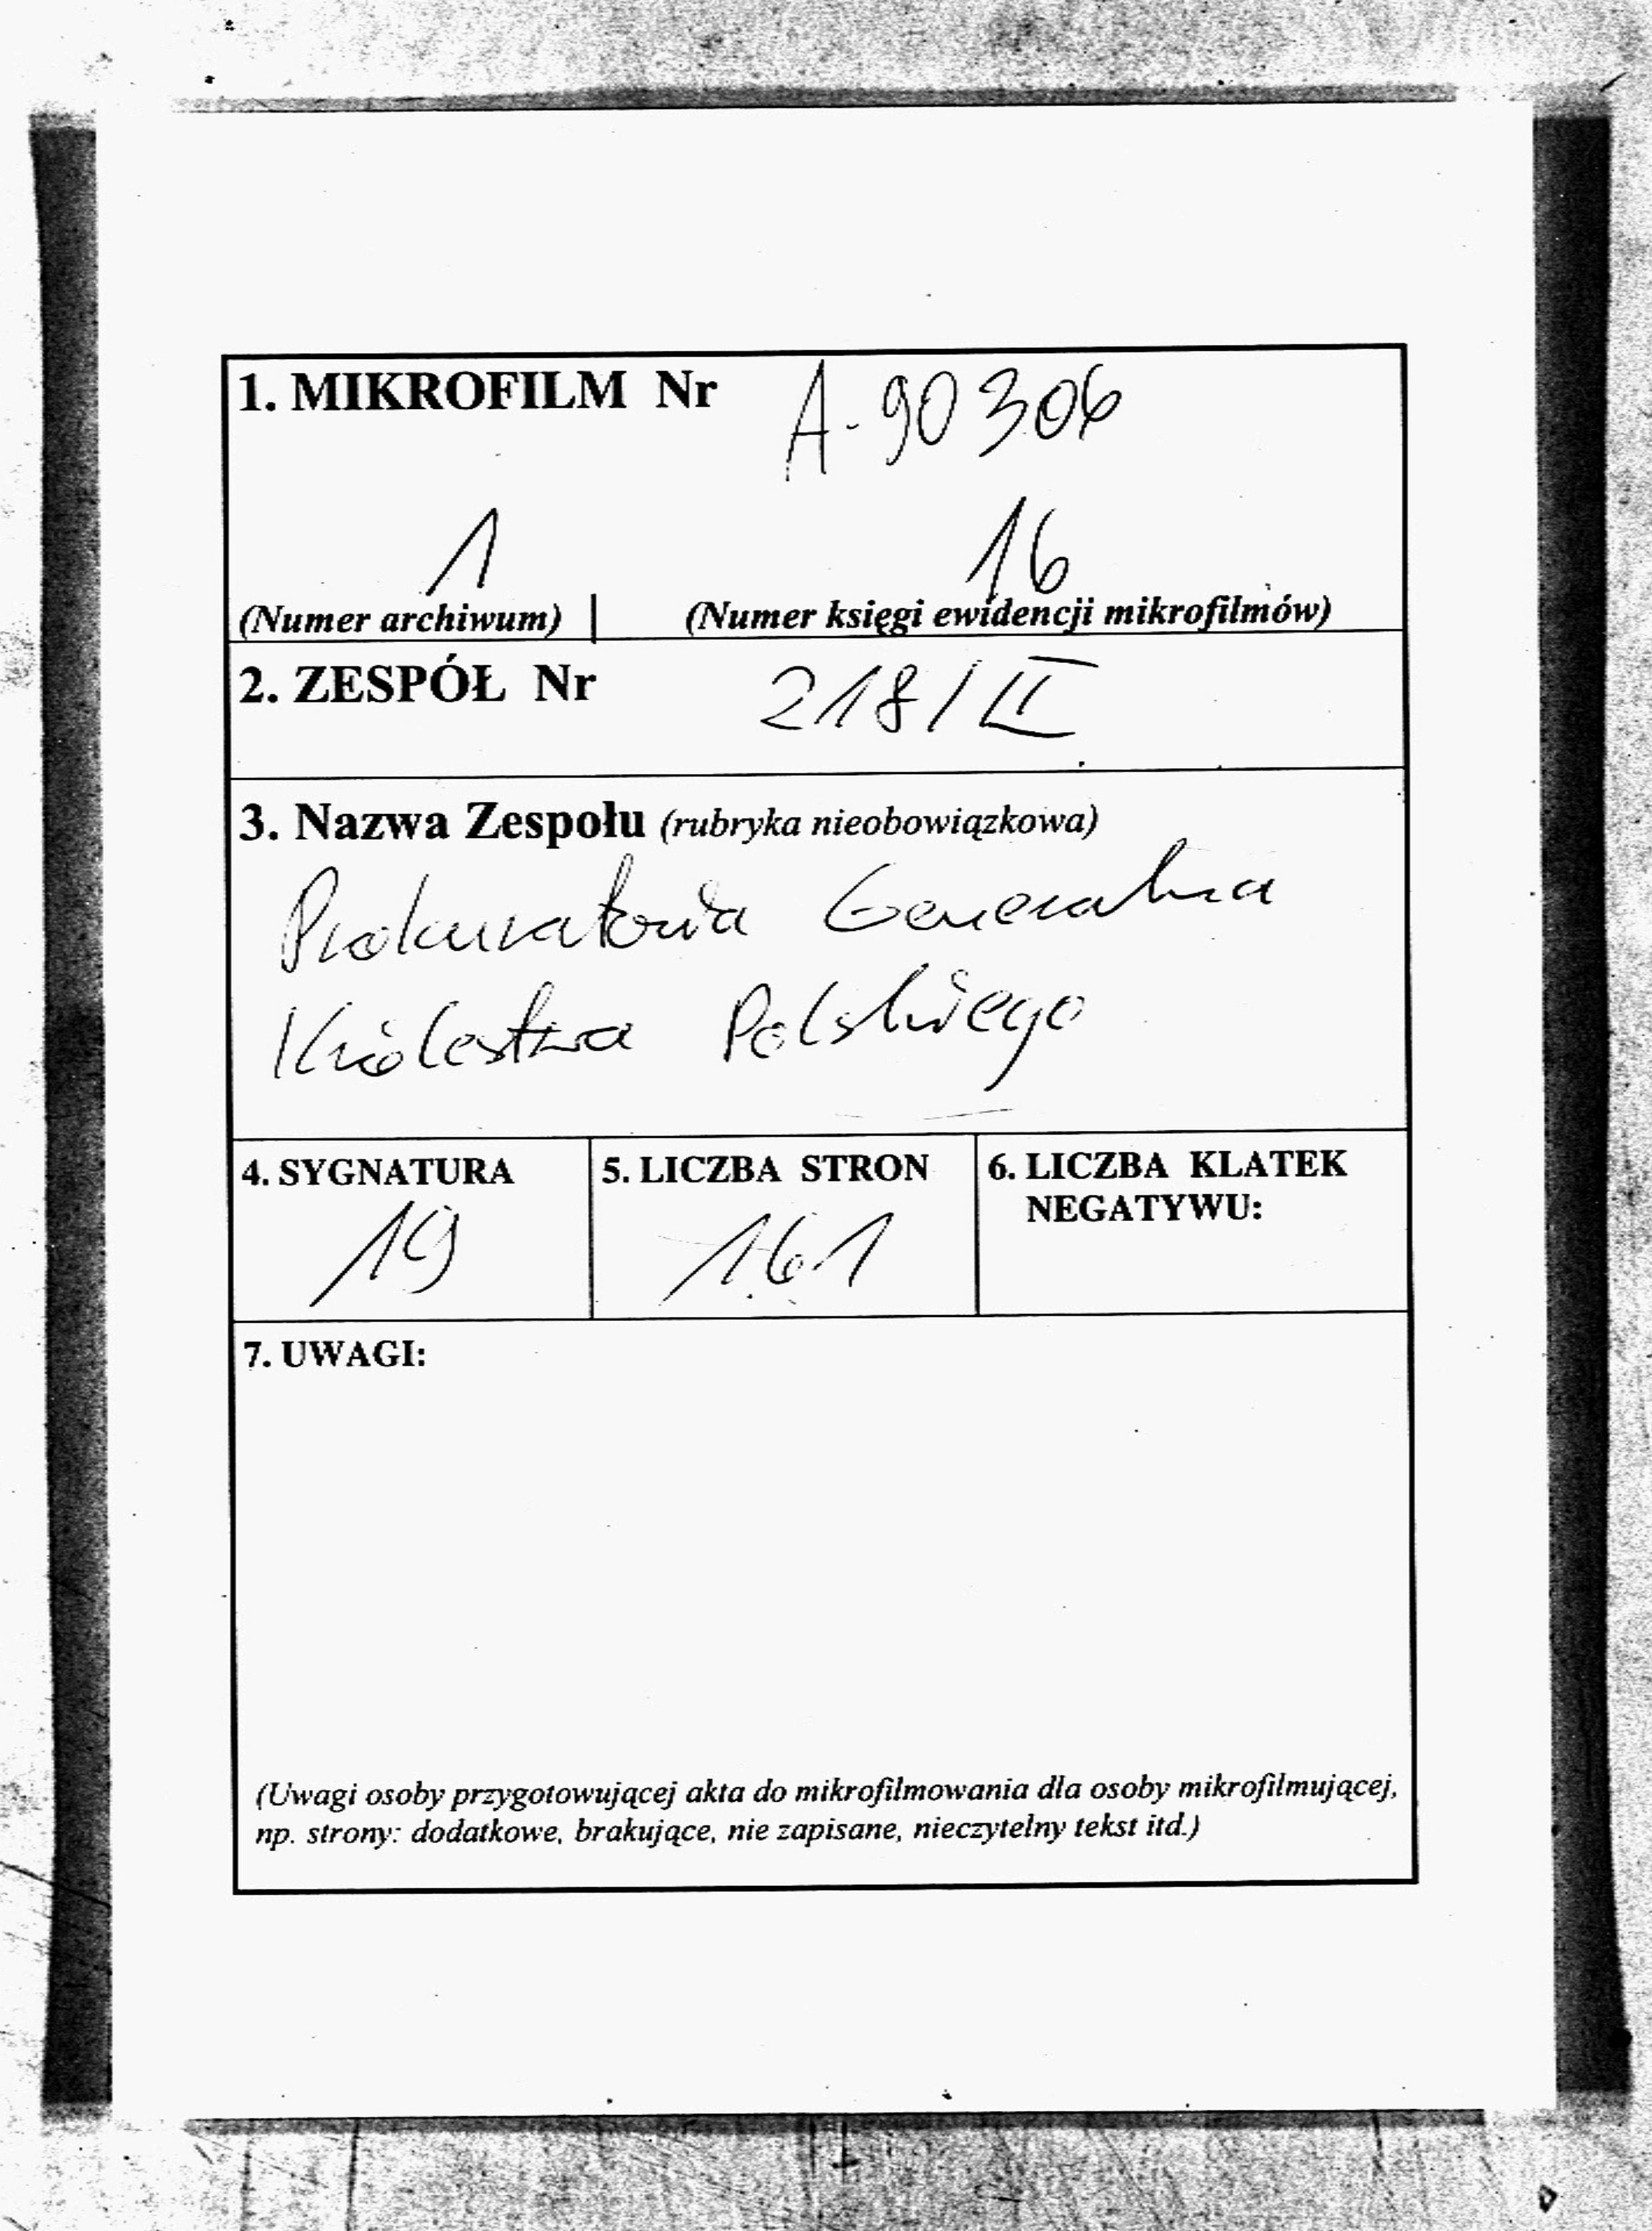 1. MIKROFILM Nr A-90306
1 16
(Numer archiwum) | (Numer księgi ewidencji mikrofilmów)
2. ZESPÓŁ Nr 218/II
3. Nazwa Zespołu (rubryka nieobowiązkowa)
Prokuratoria Generalna
Królestwa Polskiego
4. SYGNATURA 5. LICZBA STRON 6. LICZBA KLATEK
NEGATYWU:
19 161
7. UWAGI:
(Uwagi osoby przygotowującej akta do mikrofilmowania dla osoby mikrofilmującej,
np. strony: dodatkowe, brakujące, nie zapisane, nieczytelny tekst itd.)